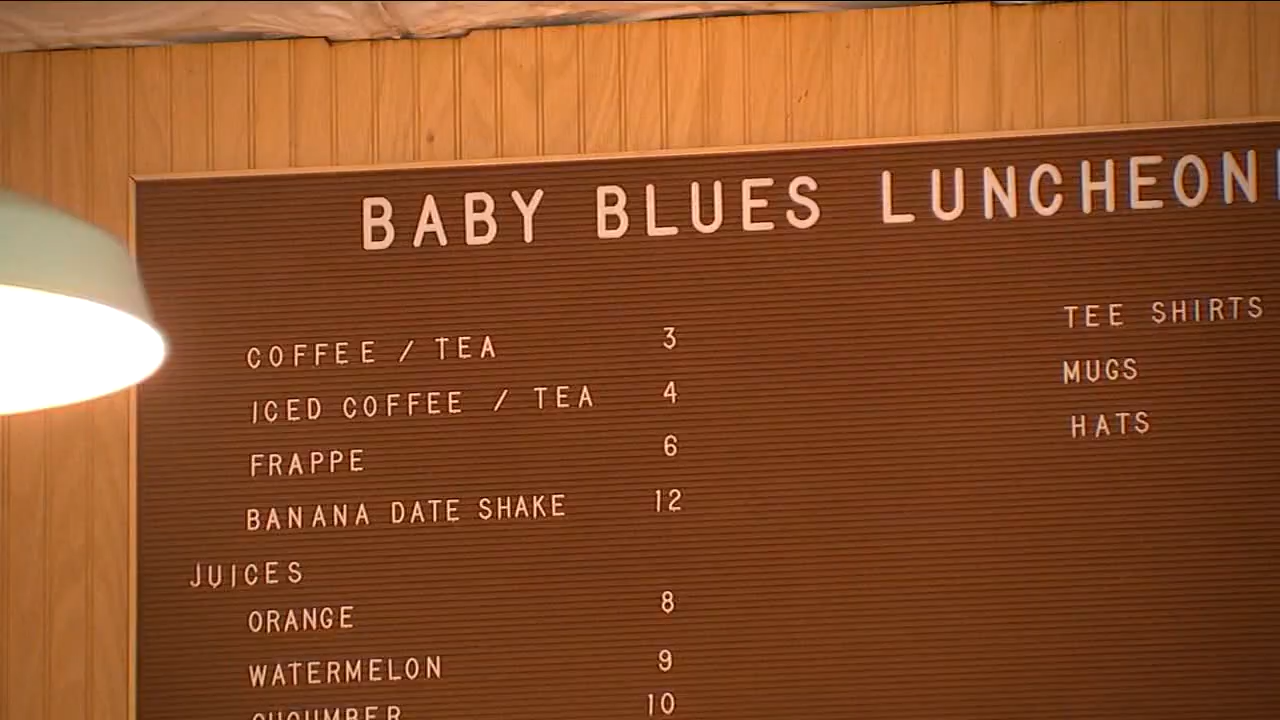 BABY BLUES LUNCHEON
COFFEE / TEA 3
ICED COFFEE / TEA 4
FRAPPE 6
BANANA DATE SHAKE 12
JUICES
ORANGE 8
WATERMELON 9
CUCUMBER 10
TEE SHIRTS
MUGS
HATS